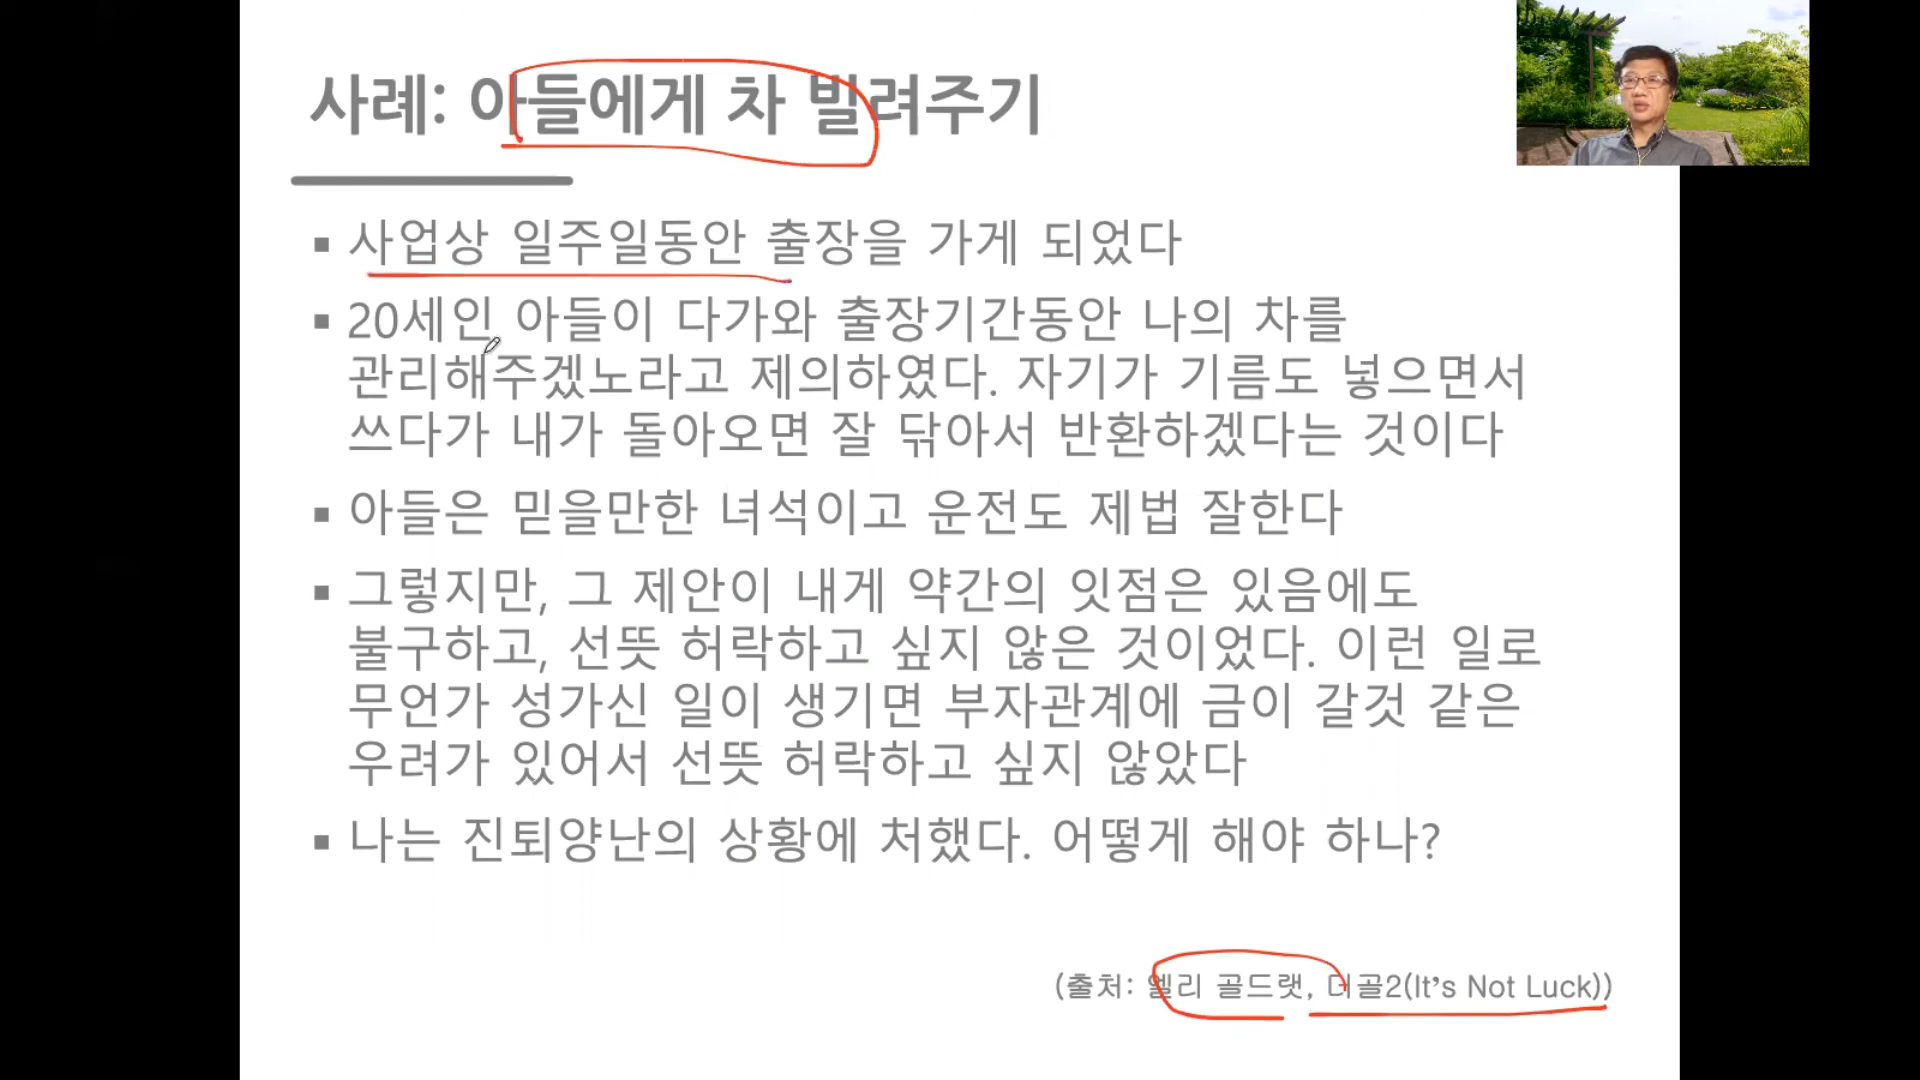 사례: 아들에게 차 빌려주기
▪ 사업상 일주일동안 출장을 가게 되었다
▪ 20세인 아들이 다가와 출장기간동안 나의 차를
관리해주겠노라고 제의하였다. 자기가 기름도 넣으면서
쓰다가 내가 돌아오면 잘 닦아서 반환하겠다는 것이다
▪ 아들은 믿을만한 녀석이고 운전도 제법 잘한다
▪ 그렇지만, 그 제안이 내게 약간의 잇점은 있음에도
불구하고, 선뜻 허락하고 싶지 않은 것이었다. 이런 일로
무언가 성가신 일이 생기면 부자관계에 금이 갈것 같은
우려가 있어서 선뜻 허락하고 싶지 않았다
▪ 나는 진퇴양난의 상황에 처했다. 어떻게 해야 하나?
(출처: 엘리 골드랫, 더골2(It’s Not Luck))